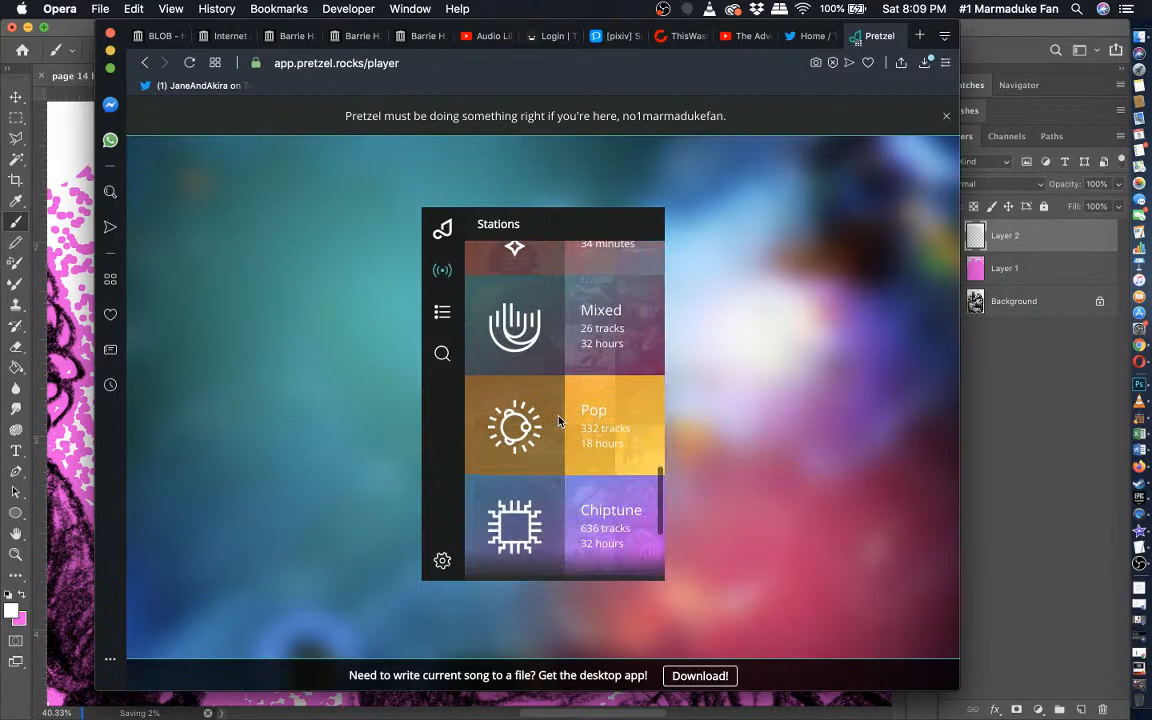 Opera File Edit View History Bookmarks Developer Window Help 100% Sat 8:09 PM #1 Marmaduke Fan
BLOB - Internet Barrie H. Barrie H. Barrie H. Audio Li Login | T [pixiv] S ThisWas The Adv Home / T Pretzel
page 14 app.pretzel.rocks/player atches Navigator
(1) JaneAndAkira on T
Pretzel must be doing something right if you're here, no1marmadukefan.
shes
ers Channels Paths
Kind
rmal Opacity: 100%
Fill: 100%
Stations
34 minutes
Layer 2
Layer 1
Background
Mixed
26 tracks
32 hours
Pop
332 tracks
18 hours
Chiptune
636 tracks
32 hours
Need to write current song to a file? Get the desktop app! Download!
40.33% Saving 2%